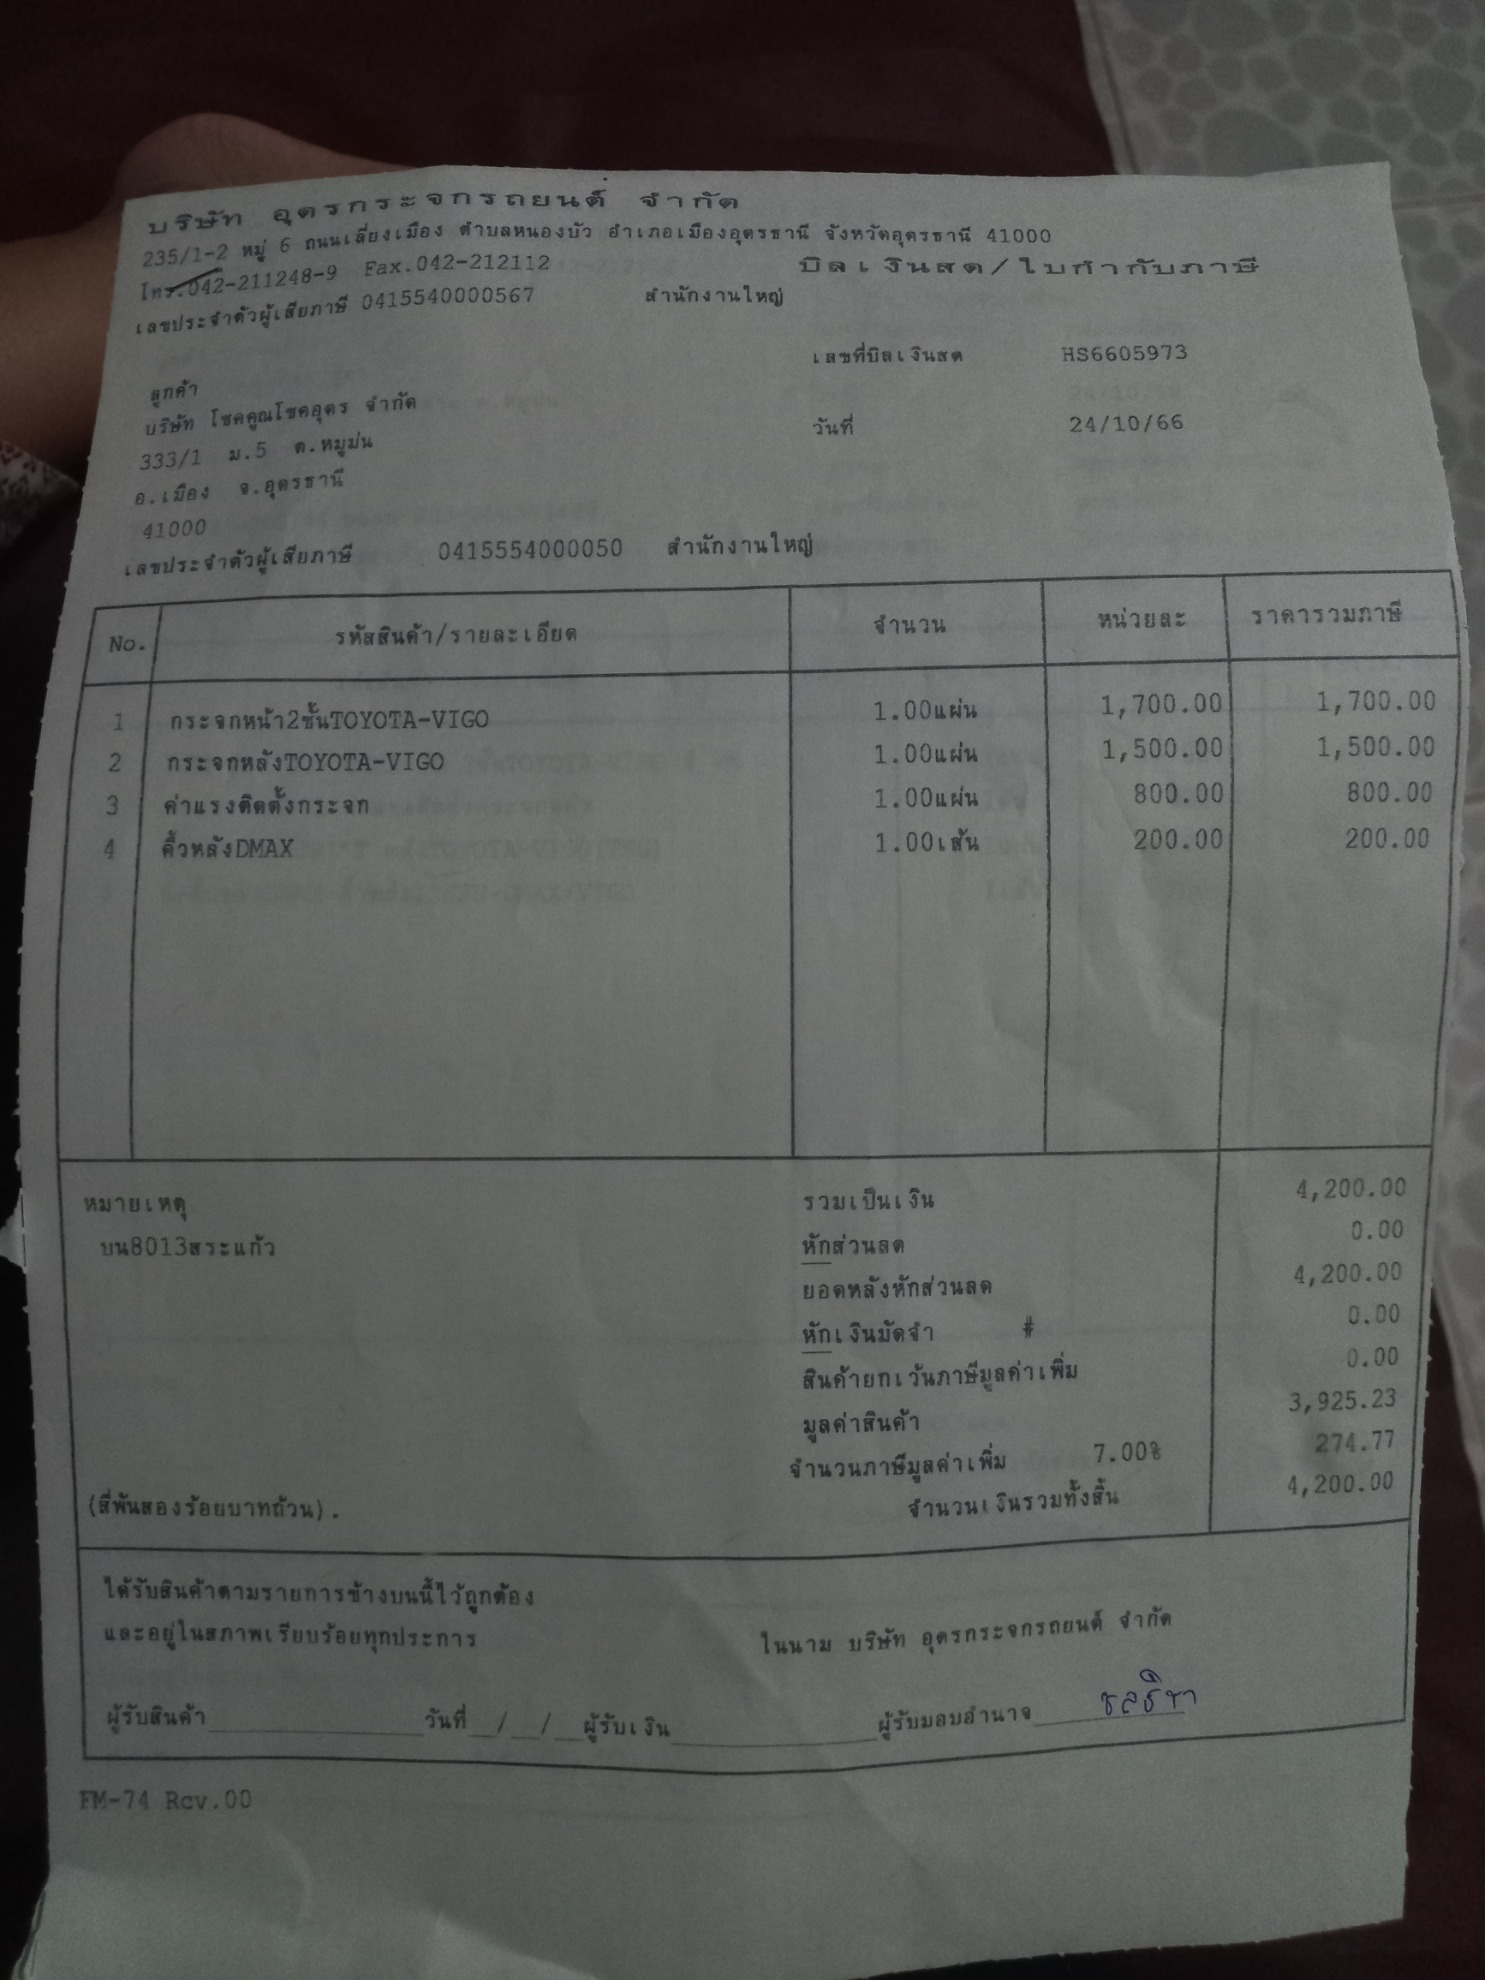 บริษัท อุดรกระจกรถยนต์ จำกัด
235/1-2 หมู่ 6 ถนนเลี่ยงเมือง ตำบลหนองบัว อำเภอเมืองอุดรธานี จังหวัดอุดรธานี 41000
โทร.042-211248-9 Fax.042-212112 บิลเงินสด/ใบกำกับภาษี
เลขประจำตัวผู้เสียภาษี 0415540000567 สำนักงานใหญ่
เลขที่บิลเงินสด HS6605973
ลูกค้า
บริษัท โชคคูณโชคอุดร จำกัด
วันที่ 24/10/66
333/1 ม.5 ต.หมูม่น
อ.เมือง จ.อุดรธานี
41000
เลขประจำตัวผู้เสียภาษี 0415554000050 สำนักงานใหญ่
No. รหัสสินค้า/รายละเอียด จำนวน หน่วยละ ราคารวมภาษี
1 กระจกหน้า2ชั้นTOYOTA-VIGO 1.00แผ่น 1,700.00 1,700.00
2 กระจกหลังTOYOTA-VIGO 1.00แผ่น 1,500.00 1,500.00
3 ค่าแรงติดตั้งกระจก 1.00แผ่น 800.00 800.00
4 คิ้วหลังDMAX 1.00เส้น 200.00 200.00
หมายเหตุ รวมเป็นเงิน 4,200.00
บน8013สระแก้ว หักส่วนลด 0.00
ยอดหลังหักส่วนลด 4,200.00
หักเงินมัดจำ # 0.00
สินค้ายกเว้นภาษีมูลค่าเพิ่ม 0.00
มูลค่าสินค้า 3,925.23
จำนวนภาษีมูลค่าเพิ่ม 7.00% 274.77
(สี่พันสองร้อยบาทถ้วน). จำนวนเงินรวมทั้งสิ้น 4,200.00
ได้รับสินค้าตามรายการข้างบนนี้ไว้ถูกต้อง
และอยู่ในสภาพเรียบร้อยทุกประการ ในนาม บริษัท อุดรกระจกรถยนต์ จำกัด
ผู้รับสินค้า วันที่ __/__/__ ผู้รับเงิน ผู้รับมอบอำนาจ ชลธิชา
FM-74 Rev.00